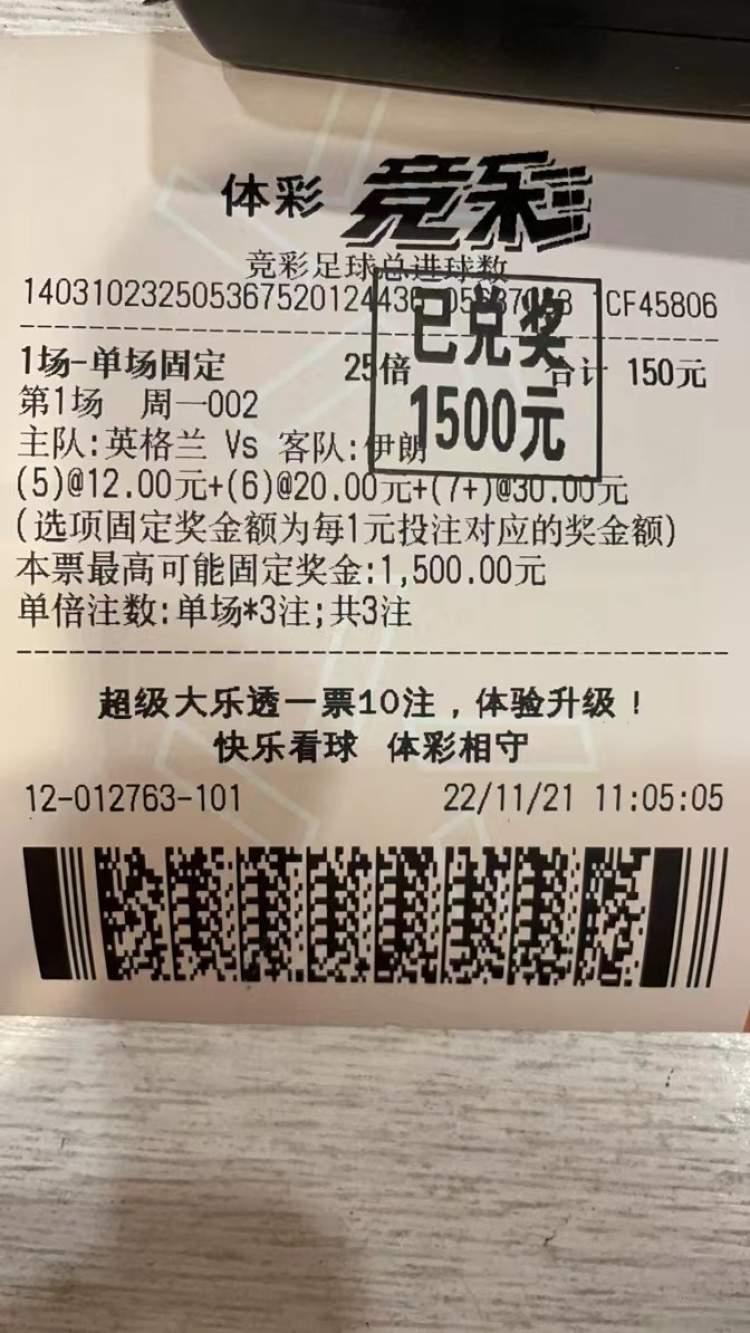 体彩 竞彩
竞彩足球总进球数
140310232505367520124436 CF45806
已兑奖
1500元
1场-单场固定 25倍 合计 150元
第1场 周一002
主队:英格兰 Vs 客队:伊朗
(5)@12.00元+(6)@20.00元+(7+)@30.00元
(选项固定奖金额为每1元投注对应的奖金额)
本票最高可能固定奖金:1,500.00元
单倍注数:单场*3注;共3注
超级大乐透一票10注，体验升级！
快乐看球 体彩相守
12-012763-101 22/11/21 11:05:05